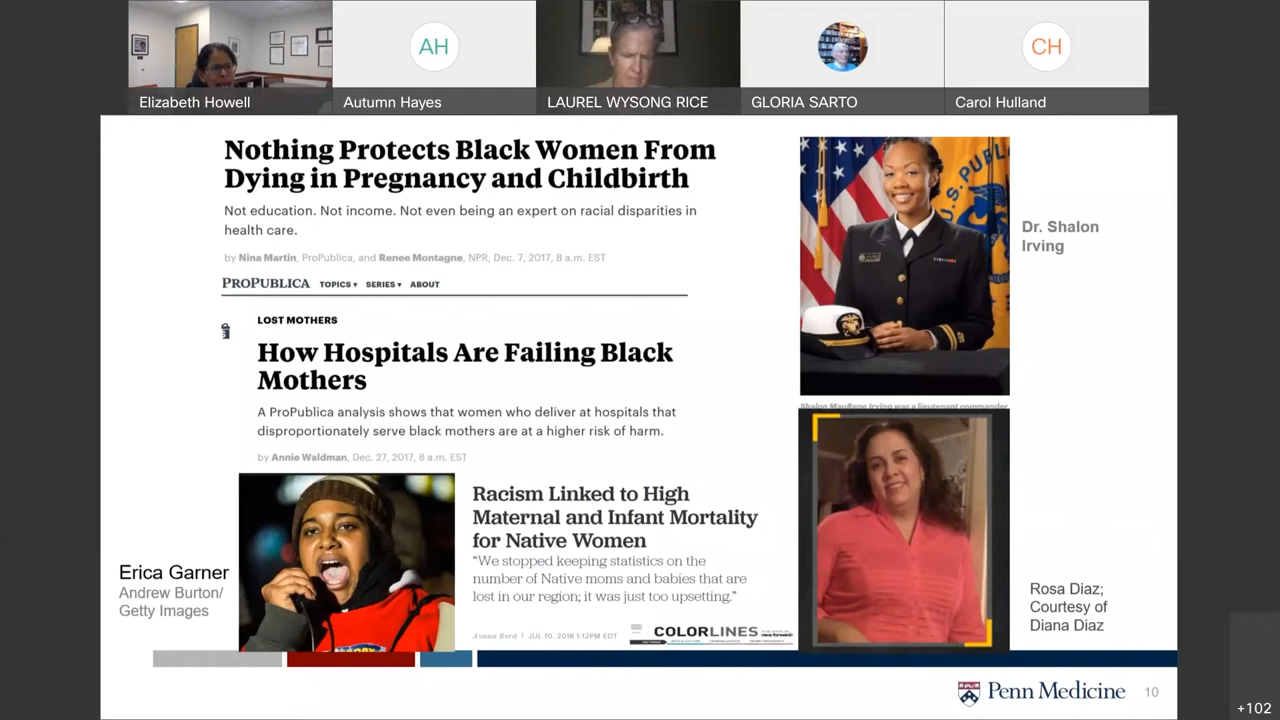 AH
CH
Elizabeth Howell
Autumn Hayes
LAUREL WYSONG RICE
GLORIA SARTO
Carol Hulland
Nothing Protects Black Women From
Dying in Pregnancy and Childbirth
Not education. Not income. Not even being an expert on racial disparities in
health care.
by Nina Martin, ProPublica, and Renee Montagne, NPR, Dec. 7, 2017, 8 a.m. EST
PROPUBLICA TOPICS ▾ SERIES ▾ ABOUT
LOST MOTHERS
How Hospitals Are Failing Black
Mothers
A ProPublica analysis shows that women who deliver at hospitals that
disproportionately serve black mothers are at a higher risk of harm.
by Annie Waldman, Dec. 27, 2017, 8 a.m. EST
U.S. PUBL
Dr. Shalon
Irving
Shalon MauRene Irving was a lieutenant commander
Erica Garner
Andrew Burton/
Getty Images
Racism Linked to High
Maternal and Infant Mortality
for Native Women
“We stopped keeping statistics on the
number of Native moms and babies that are
lost in our region; it was just too upsetting.”
JUL 10, 2018 1:12PM EDT
COLORLINES
Rosa Diaz;
Courtesy of
Diana Diaz
Penn Medicine
10
+102